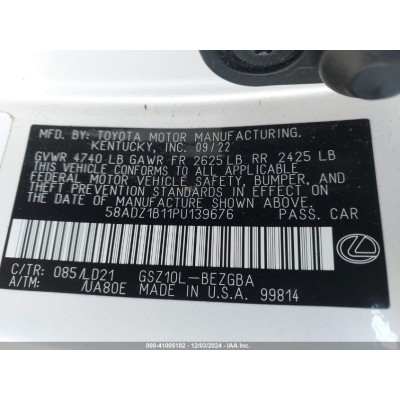 MFD. BY: TOYOTA MOTOR MANUFACTURING.
KENTUCKY, INC. 09/22
GVWR 4740 LB GAWR FR 2625 LB RR 2425 LB
THIS VEHICLE CONFORMS TO ALL APPLICABLE
FEDERAL MOTOR VEHICLE SAFETY, BUMPER, AND
THEFT PREVENTION STANDARDS IN EFFECT ON
THE DATE OF MANUFACTURE SHOWN ABOVE.
58ADZ1B11PU139676 PASS. CAR
C/TR: 085/LD21 GSZ10L-BEZGBA
A/TM: /UA80E MADE IN U.S.A. 99814
000-41005182 - 12/03/2024 - IAA Inc.